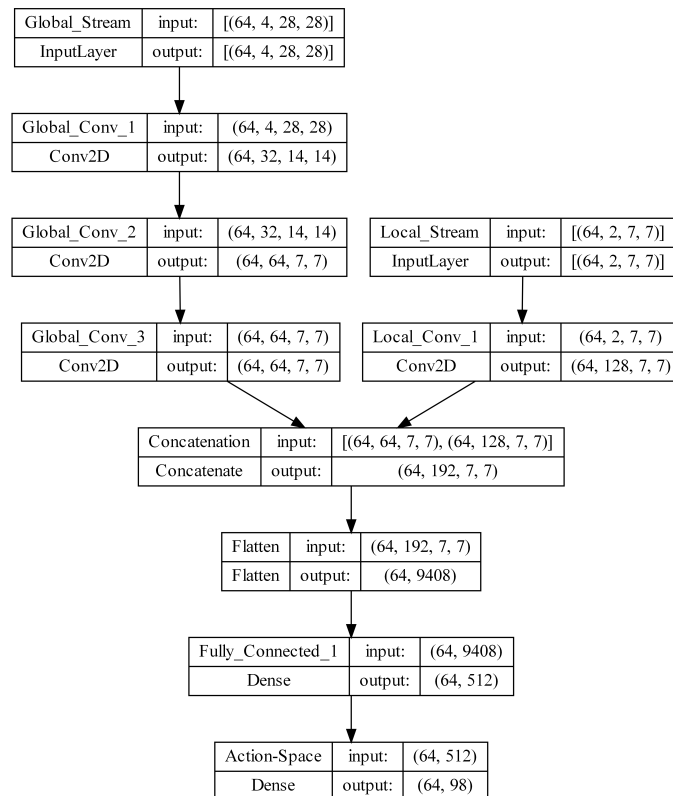 Global_Stream input: [(64, 4, 28, 28)]
InputLayer output: [(64, 4, 28, 28)]
Global_Conv_1 input: (64, 4, 28, 28)
Conv2D output: (64, 32, 14, 14)
Global_Conv_2 input: (64, 32, 14, 14)
Conv2D output: (64, 64, 7, 7)
Local_Stream input: [(64, 2, 7, 7)]
InputLayer output: [(64, 2, 7, 7)]
Global_Conv_3 input: (64, 64, 7, 7)
Conv2D output: (64, 64, 7, 7)
Local_Conv_1 input: (64, 2, 7, 7)
Conv2D output: (64, 128, 7, 7)
Concatenation input: [(64, 64, 7, 7), (64, 128, 7, 7)]
Concatenate output: (64, 192, 7, 7)
Flatten input: (64, 192, 7, 7)
Flatten output: (64, 9408)
Fully_Connected_1 input: (64, 9408)
Dense output: (64, 512)
Action-Space input: (64, 512)
Dense output: (64, 98)